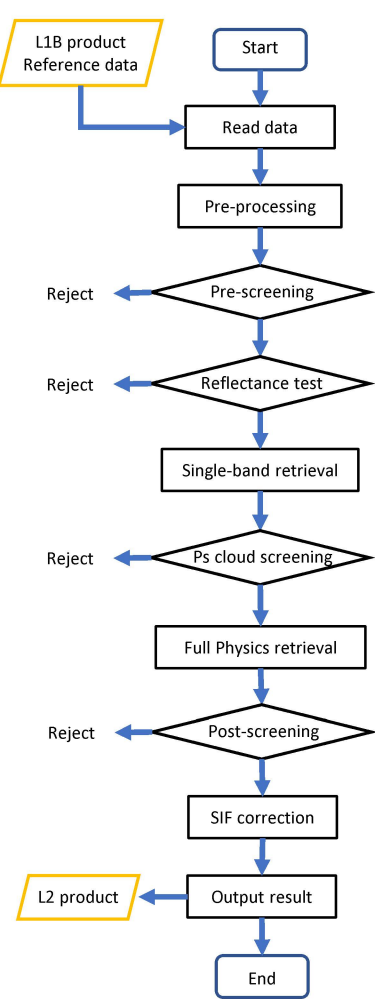 L1B product
Reference data
Start
Read data
Pre-processing
Pre-screening
Reject
Reflectance test
Reject
Single-band retrieval
Ps cloud screening
Reject
Full Physics retrieval
Post-screening
Reject
SIF correction
Output result
L2 product
End